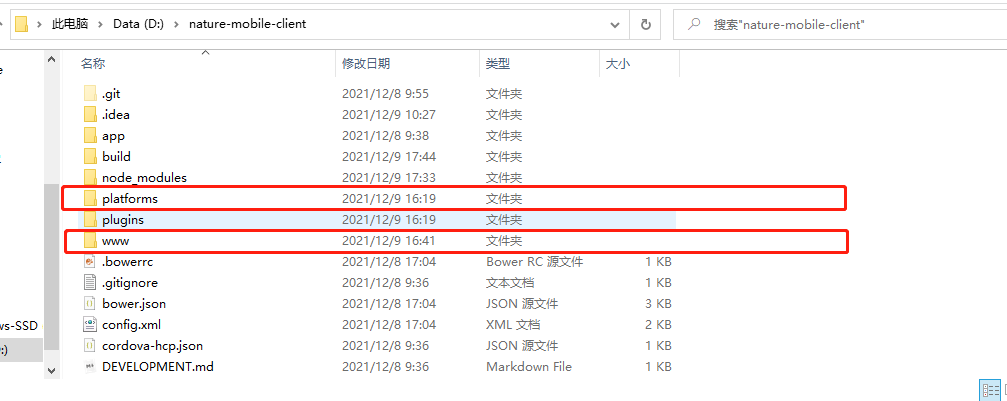 此电脑 > Data (D:) > nature-mobile-client
搜索"nature-mobile-client"
名称 修改日期 类型 大小
.git 2021/12/8 9:55 文件夹
.idea 2021/12/9 10:27 文件夹
app 2021/12/8 9:38 文件夹
build 2021/12/9 17:44 文件夹
node_modules 2021/12/9 17:33 文件夹
platforms 2021/12/9 16:19 文件夹
plugins 2021/12/9 16:19 文件夹
www 2021/12/9 16:41 文件夹
.bowerrc 2021/12/8 17:04 Bower RC 源文件 1 KB
.gitignore 2021/12/8 9:36 文本文档 1 KB
bower.json 2021/12/8 17:04 JSON 源文件 3 KB
config.xml 2021/12/8 17:04 XML 文档 2 KB
ws-SSD
cordova-hcp.json 2021/12/8 9:36 JSON 源文件 1 KB
:)
DEVELOPMENT.md 2021/12/8 9:36 Markdown File 1 KB